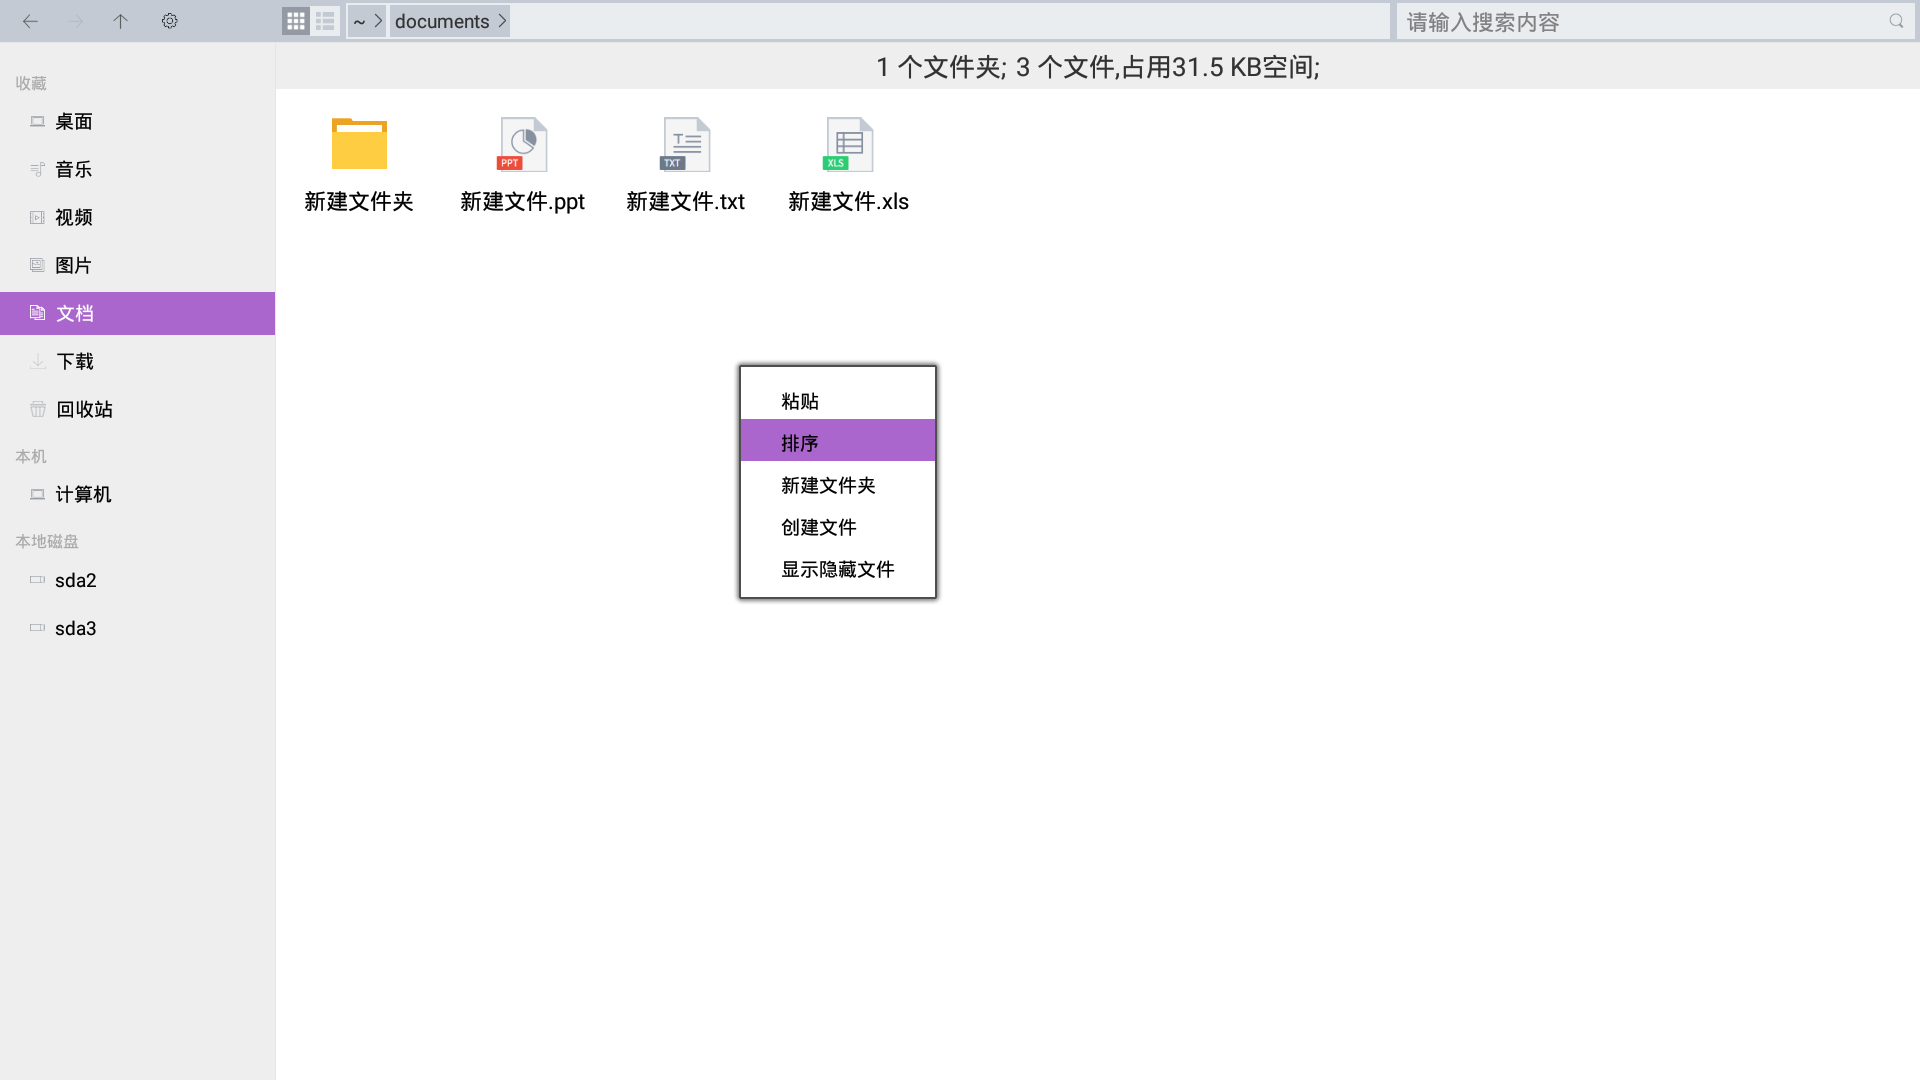 ~
documents
请输入搜索内容
1 个文件夹; 3 个文件,占用31.5 KB空间;
收藏
桌面
音乐
视频
图片
文档
下载
回收站
本机
计算机
本地磁盘
sda2
sda3
PPT
TXT
XLS
新建文件夹
新建文件.ppt
新建文件.txt
新建文件.xls
粘贴
排序
新建文件夹
创建文件
显示隐藏文件